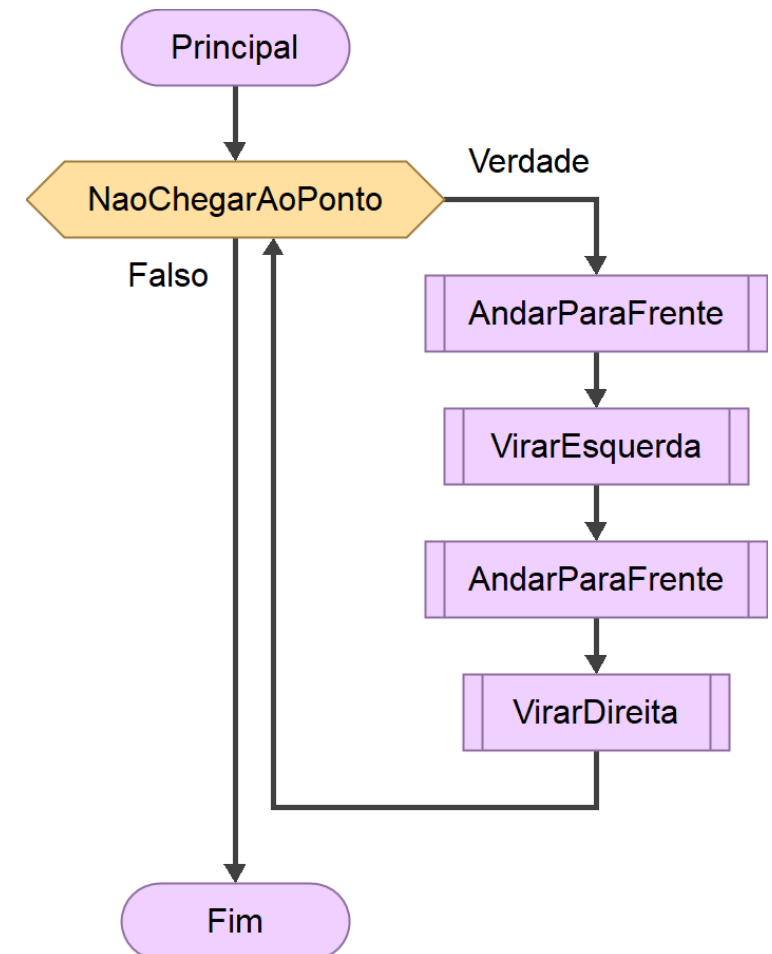 Principal
NaoChegarAoPonto
Verdade
Falso
AndarParaFrente
VirarEsquerda
AndarParaFrente
VirarDireita
Fim